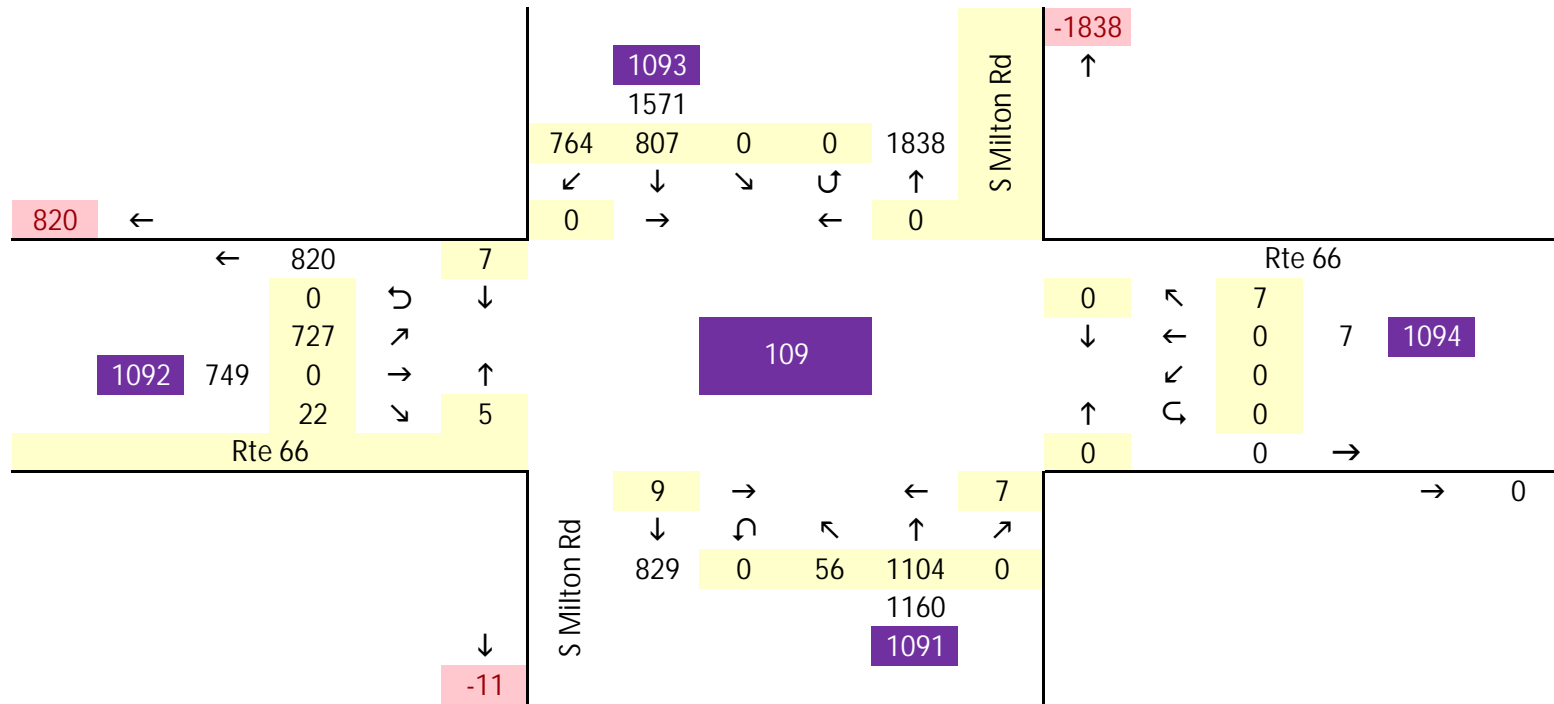 -1838
1093 ↑
1571
764 807 0 0 1838
↙ ↓ ↘ ⮍ ↑
S Milton Rd
820 ← 0 → ← 0
← 820 7 Rte 66
0 ⮌ ↓ 0 ↖ 7
727 ↗ 109 ↓ ← 0 7 1094
1092 749 0 → ↑ ↙ 0
22 ↘ 5 ↑ ⮎ 0
Rte 66 0 0 →
9 → ← 7 → 0
↓ ⮏ ↖ ↑ ↗
S Milton Rd
829 0 56 1104 0
1160
↓ 1091
-11